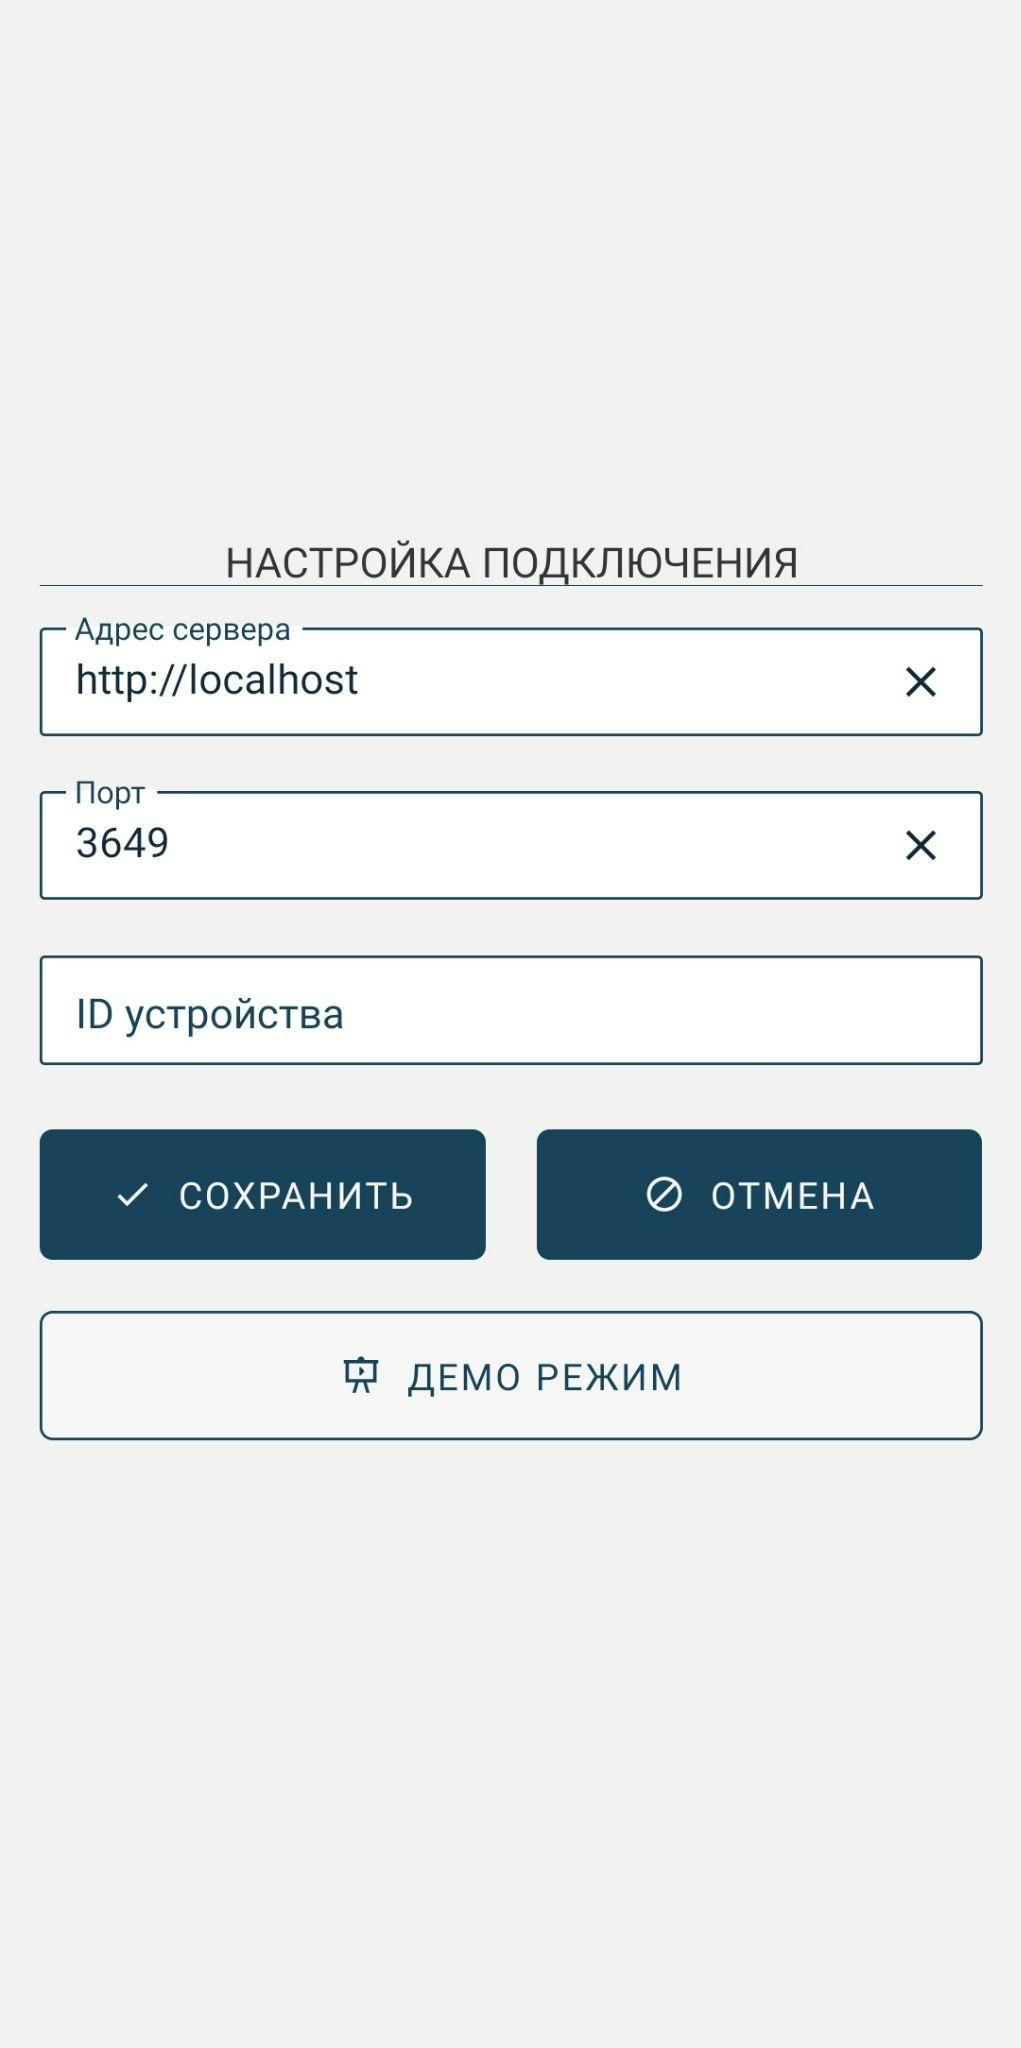 НАСТРОЙКА ПОДКЛЮЧЕНИЯ
Адрес сервера
http://localhost
Порт
3649
ID устройства
СОХРАНИТЬ
ОТМЕНА
ДЕМО РЕЖИМ